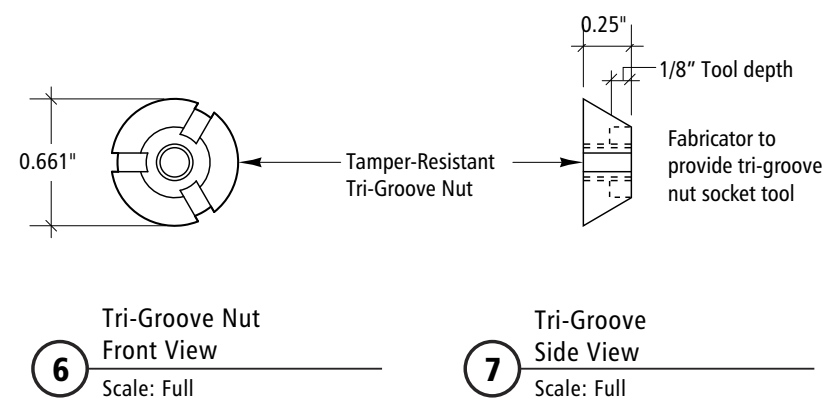 0.25"
1/8” Tool depth
0.661"
Tamper-Resistant
Tri-Groove Nut
Fabricator to
provide tri-groove
nut socket tool
6
Tri-Groove Nut
Front View
Scale: Full
7
Tri-Groove
Side View
Scale: Full